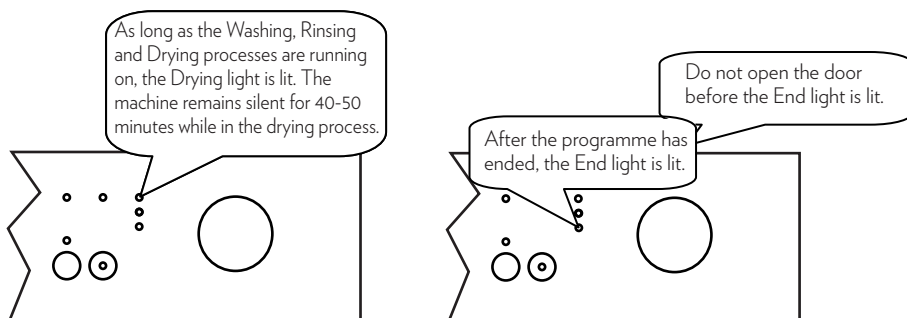 As long as the Washing, Rinsing
and Drying processes are running
on, the Drying light is lit. The
machine remains silent for 40-50
minutes while in the drying process.
Do not open the door
before the End light is lit.
After the programme has
ended, the End light is lit.